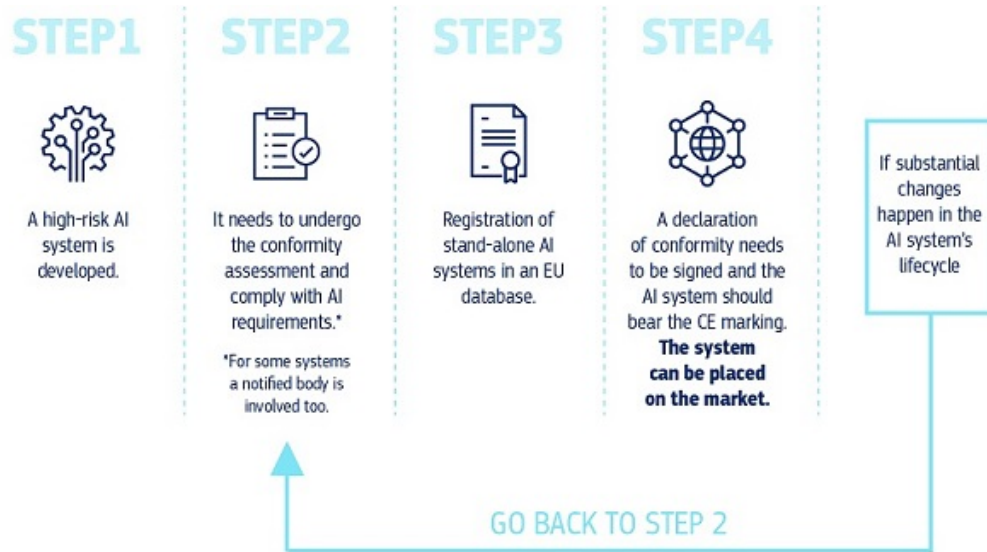 STEP1
A high-risk AI
system is
developed.
STEP2
It needs to undergo
the conformity
assessment and
comply with AI
requirements.*
*For some systems
a notified body is
involved too.
STEP3
Registration of
stand-alone AI
systems in an EU
database.
STEP4
A declaration
of conformity needs
to be signed and the
AI system should
bear the CE marking.
The system
can be placed
on the market.
If substantial
changes
happen in the
AI system's
lifecycle
GO BACK TO STEP 2